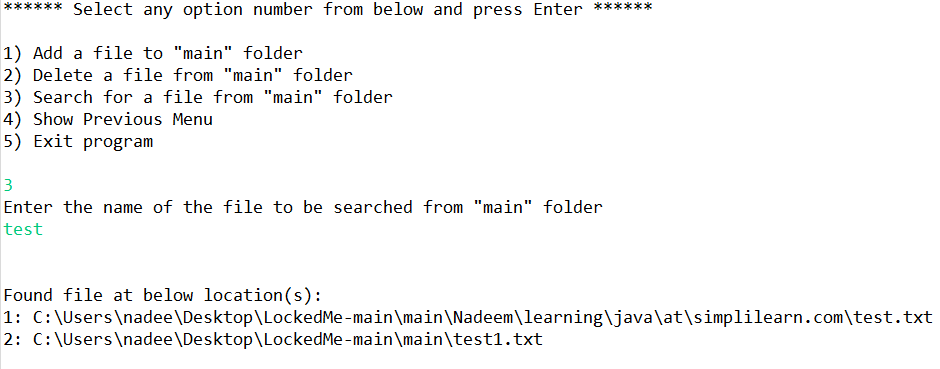 ****** Select any option number from below and press Enter ******
1) Add a file to "main" folder
2) Delete a file from "main" folder
3) Search for a file from "main" folder
4) Show Previous Menu
5) Exit program
3
Enter the name of the file to be searched from "main" folder
test
Found file at below location(s):
1: C:\Users\nadee\Desktop\LockedMe-main\main\Nadeem\learning\java\at\simplilearn.com\test.txt
2: C:\Users\nadee\Desktop\LockedMe-main\main\test1.txt